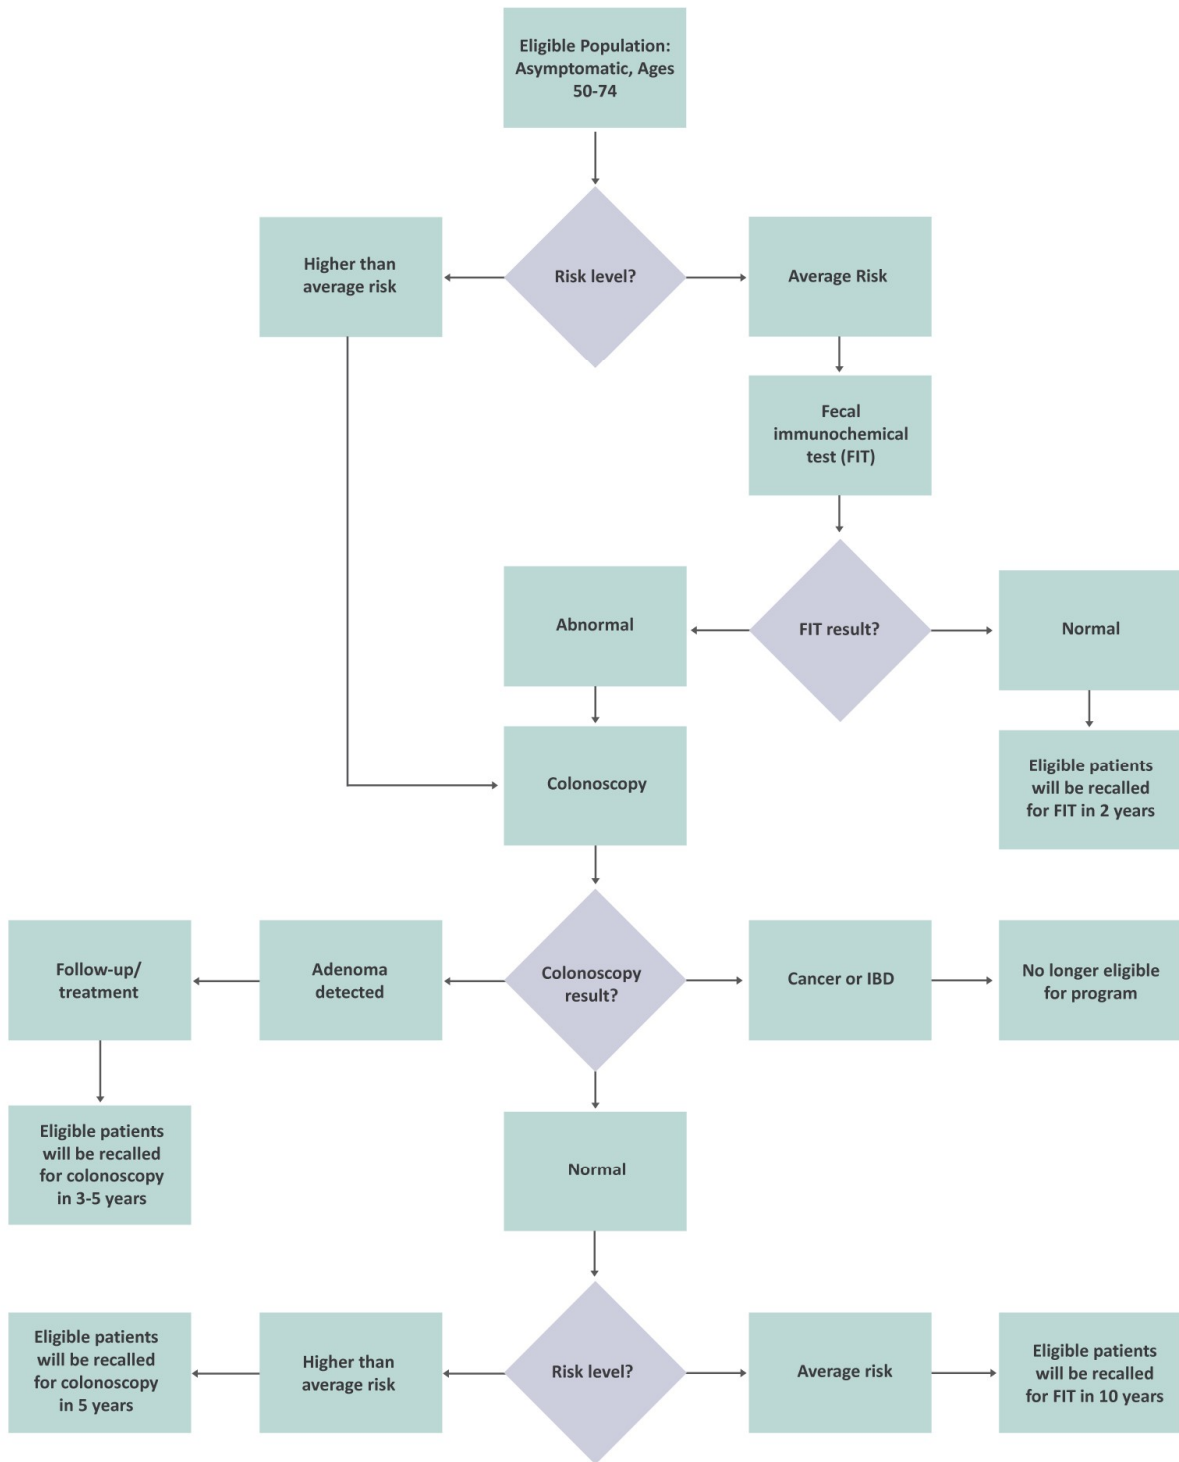 Eligible Population:
Asymptomatic, Ages
50-74
Higher than
average risk
Risk level?
Average Risk
Fecal
immunochemical
test (FIT)
Abnormal
FIT result?
Normal
Colonoscopy
Eligible patients
will be recalled
for FIT in 2 years
Follow-up/
treatment
Adenoma
detected
Colonoscopy
result?
Cancer or IBD
No longer eligible
for program
Eligible patients
will be recalled
for colonoscopy
in 3-5 years
Normal
Eligible patients
will be recalled
for colonoscopy
in 5 years
Higher than
average risk
Risk level?
Average risk
Eligible patients
will be recalled
for FIT in 10 years